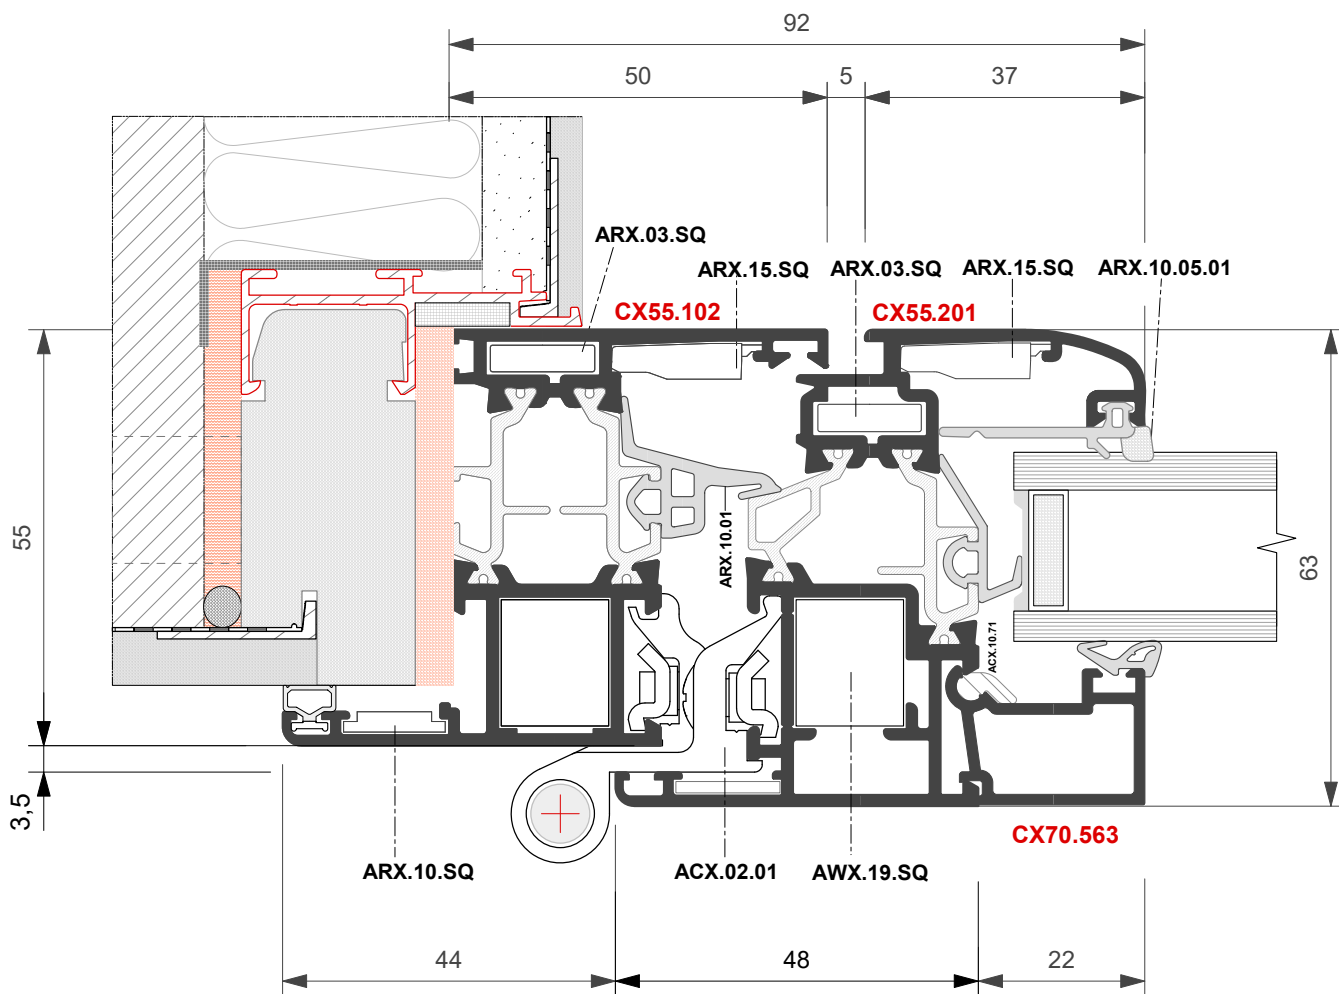 92
50
5
37
ARX.03.SQ
ARX.15.SQ
ARX.03.SQ
ARX.15.SQ
ARX.10.05.01
CX55.102
CX55.201
55
ARX.10.01
63
ACX.10.71
3,5
CX70.563
ARX.10.SQ
ACX.02.01
AWX.19.SQ
44
48
22